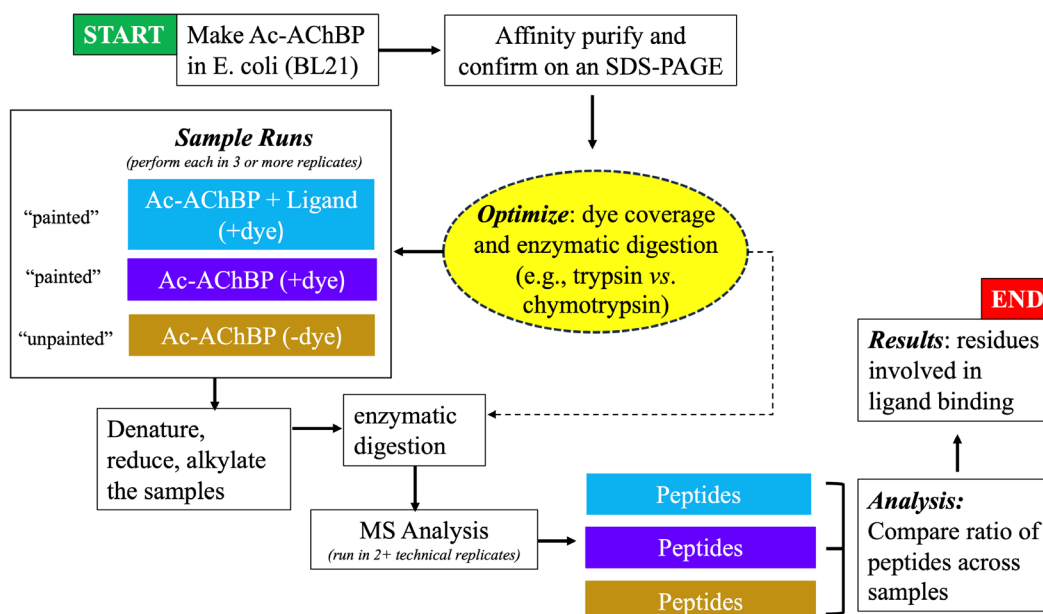 START
Make Ac-AChBP
in E. coli (BL21)
Affinity purify and
confirm on an SDS-PAGE
Sample Runs
(perform each in 3 or more replicates)
"painted"
Ac-AChBP + Ligand
(+dye)
"painted"
Ac-AChBP (+dye)
"unpainted"
Ac-AChBP (-dye)
Optimize: dye coverage
and enzymatic digestion
(e.g., trypsin vs.
chymotrypsin)
Denature,
reduce, alkylate
the samples
enzymatic
digestion
MS Analysis
(run in 2+ technical replicates)
Peptides
Peptides
Peptides
Analysis:
Compare ratio of
peptides across
samples
END
Results: residues
involved in
ligand binding